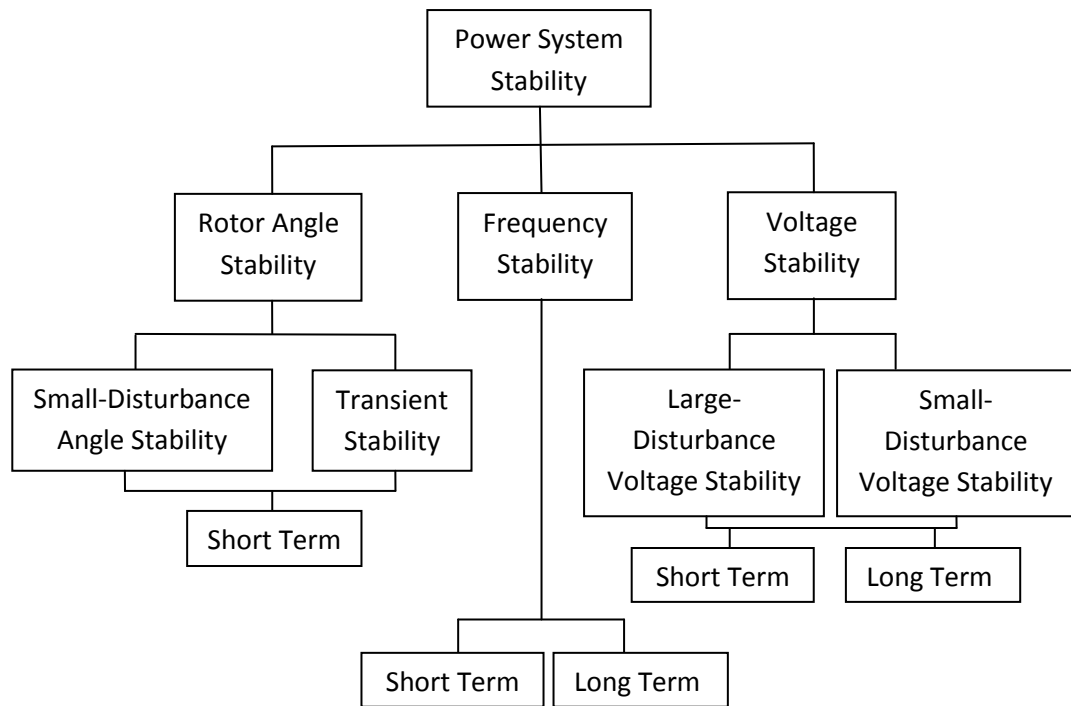 Power System
Stability
Rotor Angle
Stability
Frequency
Stability
Voltage
Stability
Small-Disturbance
Angle Stability
Transient
Stability
Large-
Disturbance
Voltage Stability
Small-
Disturbance
Voltage Stability
Short Term
Short Term
Long Term
Short Term
Long Term